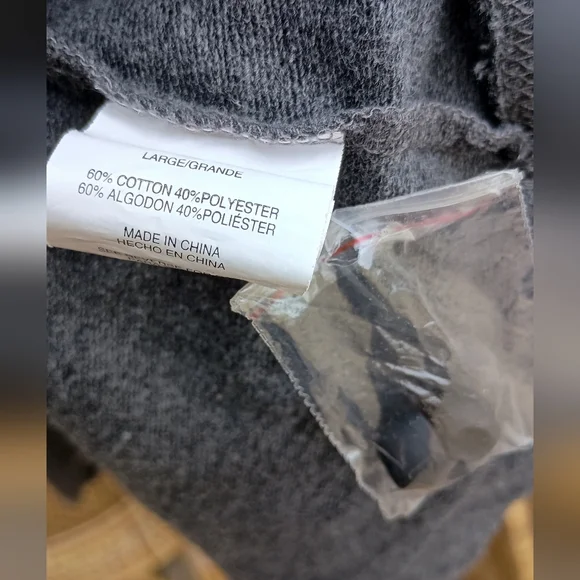 LARGE/GRANDE
60% COTTON 40%POLYESTER
60% ALGODON 40%POLIÉSTER
MADE IN CHINA
HECHO EN CHINA